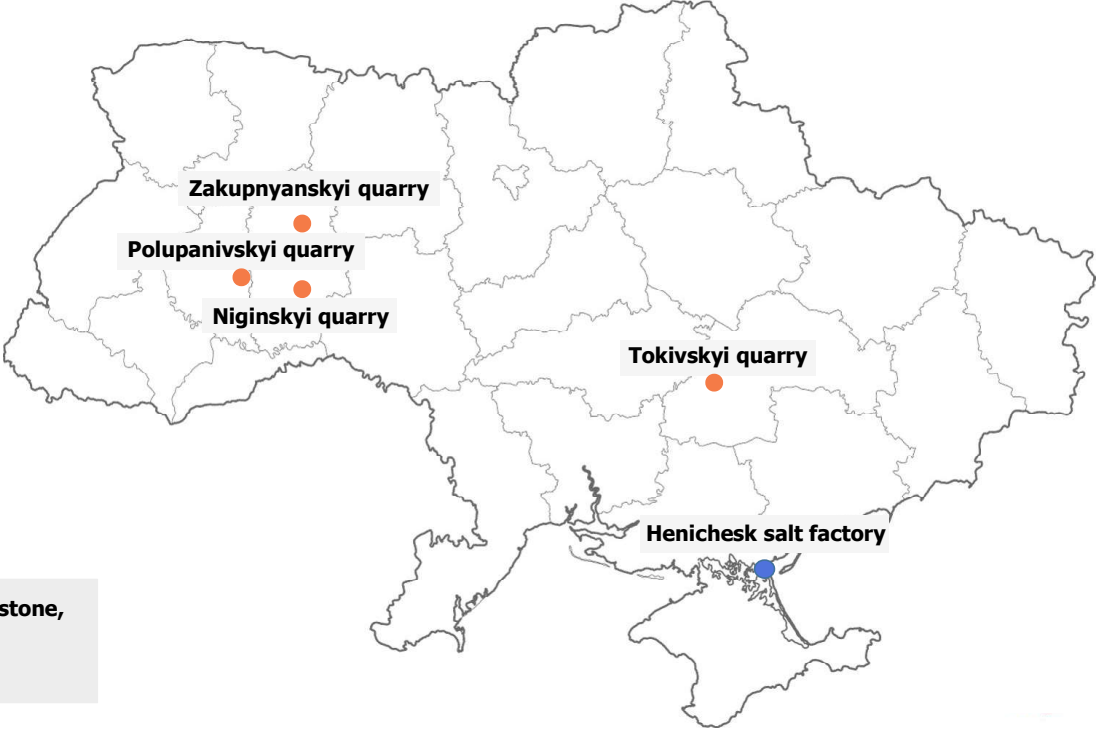 Zakupnyanskyi quarry
Polupanivskyi quarry
Niginskyi quarry
Tokivskyi quarry
Henichesk salt factory
stone,